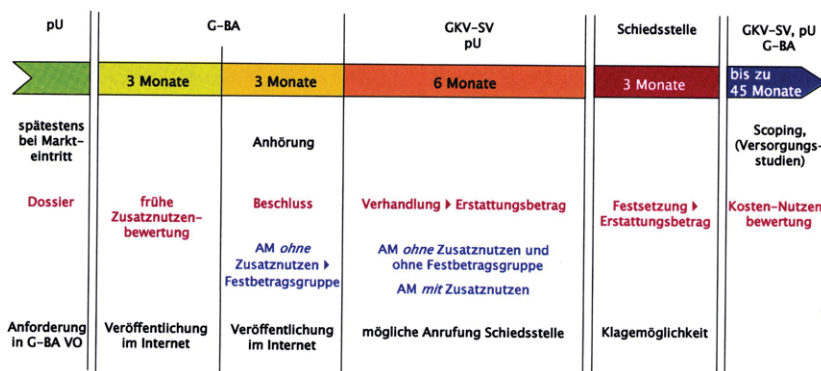 pU
G-BA
GKV-SV
pU
Schiedsstelle
GKV-SV, pU
G-BA
3 Monate
3 Monate
6 Monate
3 Monate
bis zu
45 Monate
spätestens
bei Markt-
eintritt
Anhörung
Scoping,
(Versorgungs-
studien)
Dossier
frühe
Zusatznutzen-
bewertung
Beschluss
Verhandlung ▸ Erstattungsbetrag
Festsetzung ▸
Erstattungsbetrag
Kosten-Nutzen
bewertung
AM ohne
Zusatznutzen ▸
Festbetragsgruppe
AM ohne Zusatznutzen und
ohne Festbetragsgruppe
AM mit Zusatznutzen
Anforderung
in G-BA VO
Veröffentlichung
im Internet
Veröffentlichung
im Internet
mögliche Anrufung Schiedsstelle
Klagemöglichkeit